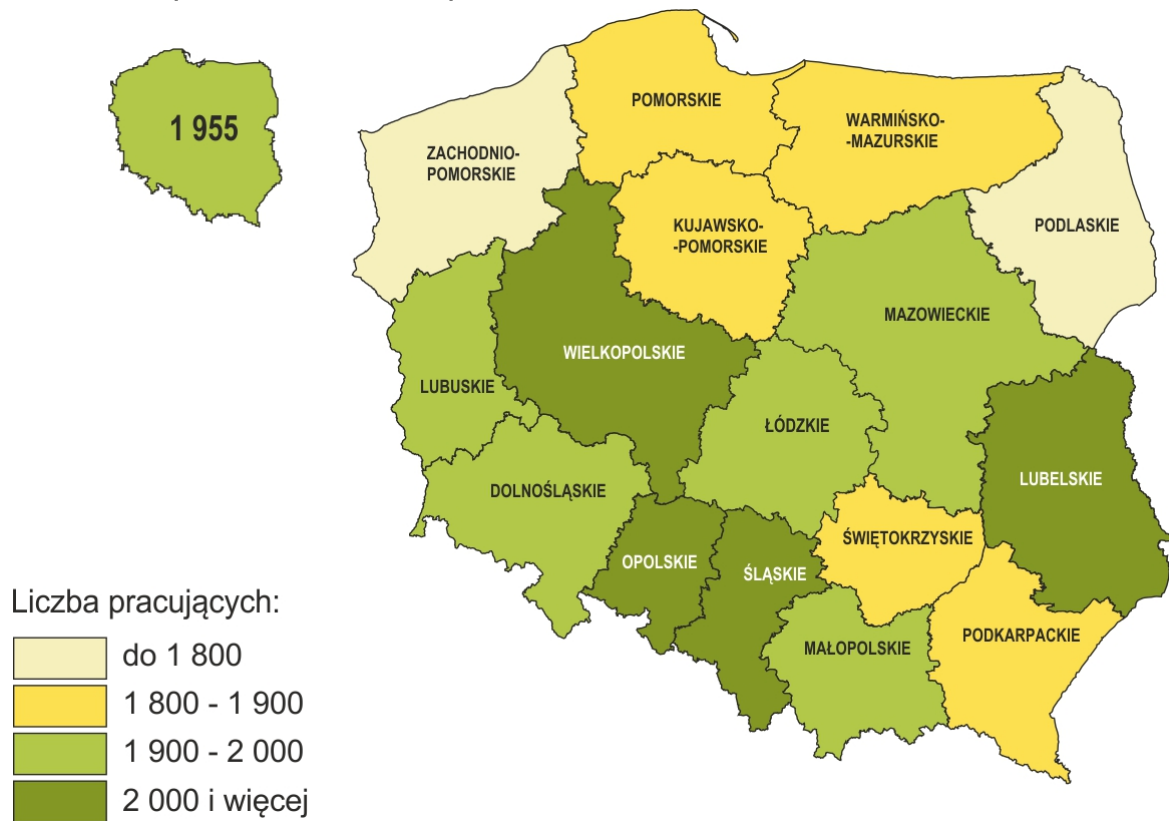 1 955
POMORSKIE
WARMIŃSKO-
-MAZURSKIE
ZACHODNIO-
POMORSKIE
KUJAWSKO-
-POMORSKIE
PODLASKIE
MAZOWIECKIE
WIELKOPOLSKIE
LUBUSKIE
ŁÓDZKIE
LUBELSKIE
DOLNOŚLĄSKIE
ŚWIĘTOKRZYSKIE
OPOLSKIE
ŚLĄSKIE
PODKARPACKIE
MAŁOPOLSKIE
Liczba pracujących:
do 1 800
1 800 - 1 900
1 900 - 2 000
2 000 i więcej